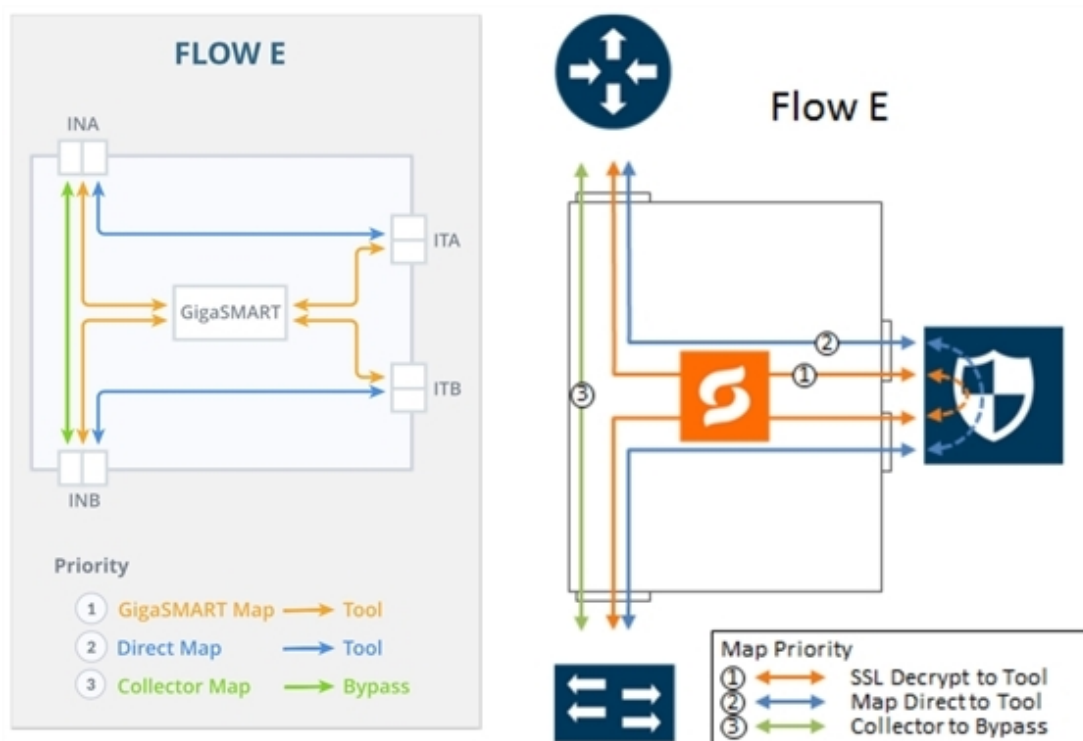 FLOW E
INA
ITA
GigaSMART
ITB
INB
Priority
1 GigaSMART Map Tool
2 Direct Map Tool
3 Collector Map Bypass
Flow E
2
1
3
Map Priority
1 SSL Decrypt to Tool
2 Map Direct to Tool
3 Collector to Bypass